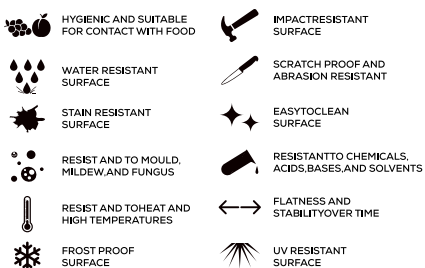 HYGIENIC AND SUITABLE
FOR CONTACT WITH FOOD
WATER RESISTANT
SURFACE
STAIN RESISTANT
SURFACE
RESIST AND TO MOULD,
MILDEW,AND FUNGUS
RESIST AND TOHEAT AND
HIGH TEMPERATURES
FROST PROOF
SURFACE
IMPACTRESISTANT
SURFACE
SCRATCH PROOF AND
ABRASION RESISTANT
EASYTOCLEAN
SURFACE
RESISTANTTO CHEMICALS,
ACIDS,BASES,AND SOLVENTS
FLATNESS AND
STABILITYOVER TIME
UV RESISTANT
SURFACE